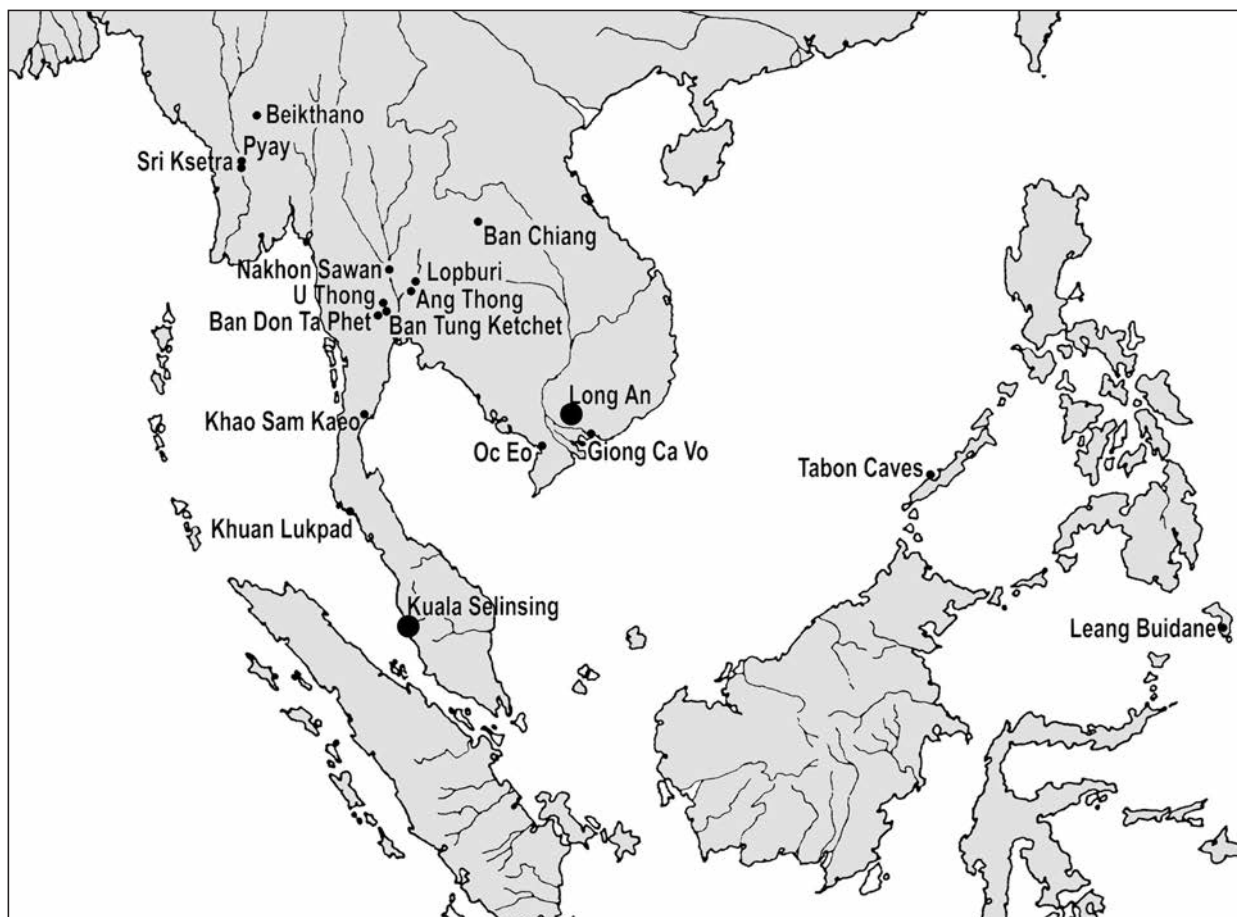 Beikthano
Pyay
Sri Ksetra
Ban Chiang
Nakhon Sawan
Lopburi
U Thong
Ang Thong
Ban Don Ta Phet
Ban Tung Ketchet
Long An
Khao Sam Kaeo
Oc Eo
Giong Ca Vo
Tabon Caves
Khuan Lukpad
Kuala Selinsing
Leang Buidane